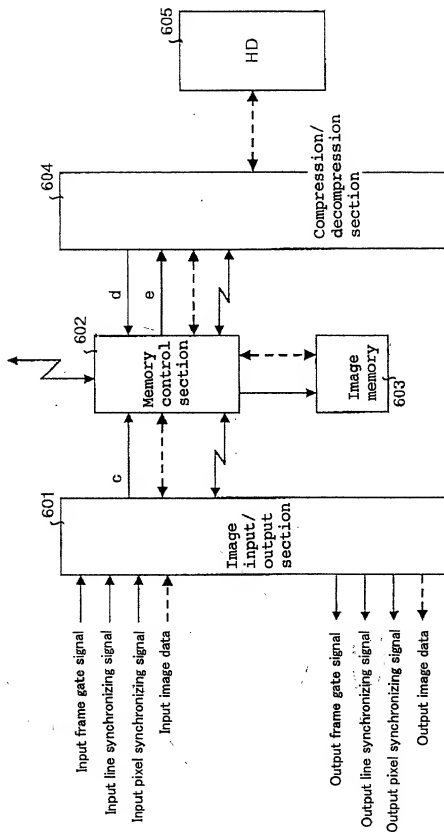 605
HD
604
Compression/
decompression
section
d
e
602
Memory
control
section
Image
memory
603
c
601
Image
input/
output
section
Input frame gate signal
Input line synchronizing signal
Input pixel synchronizing signal
Input image data
Output frame gate signal
Output line synchronizing signal
Output pixel synchronizing signal
Output image data